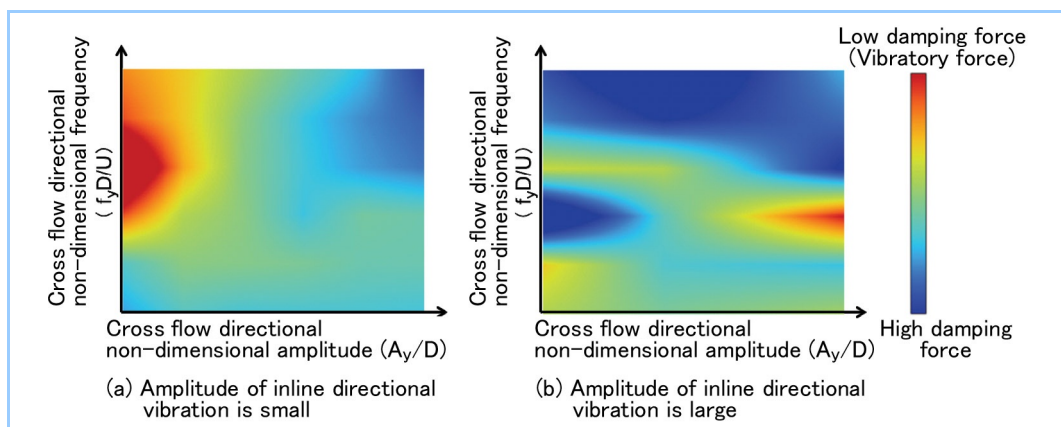 Cross flow directional
non-dimensional frequency
( fyD/U)
Cross flow directional
non-dimensional amplitude (Ay/D)
(a) Amplitude of inline directional
vibration is small
Cross flow directional
non-dimensional frequency
( fyD/U)
Cross flow directional
non-dimensional amplitude (Ay/D)
(b) Amplitude of inline directional
vibration is large
Low damping force
(Vibratory force)
High damping
force